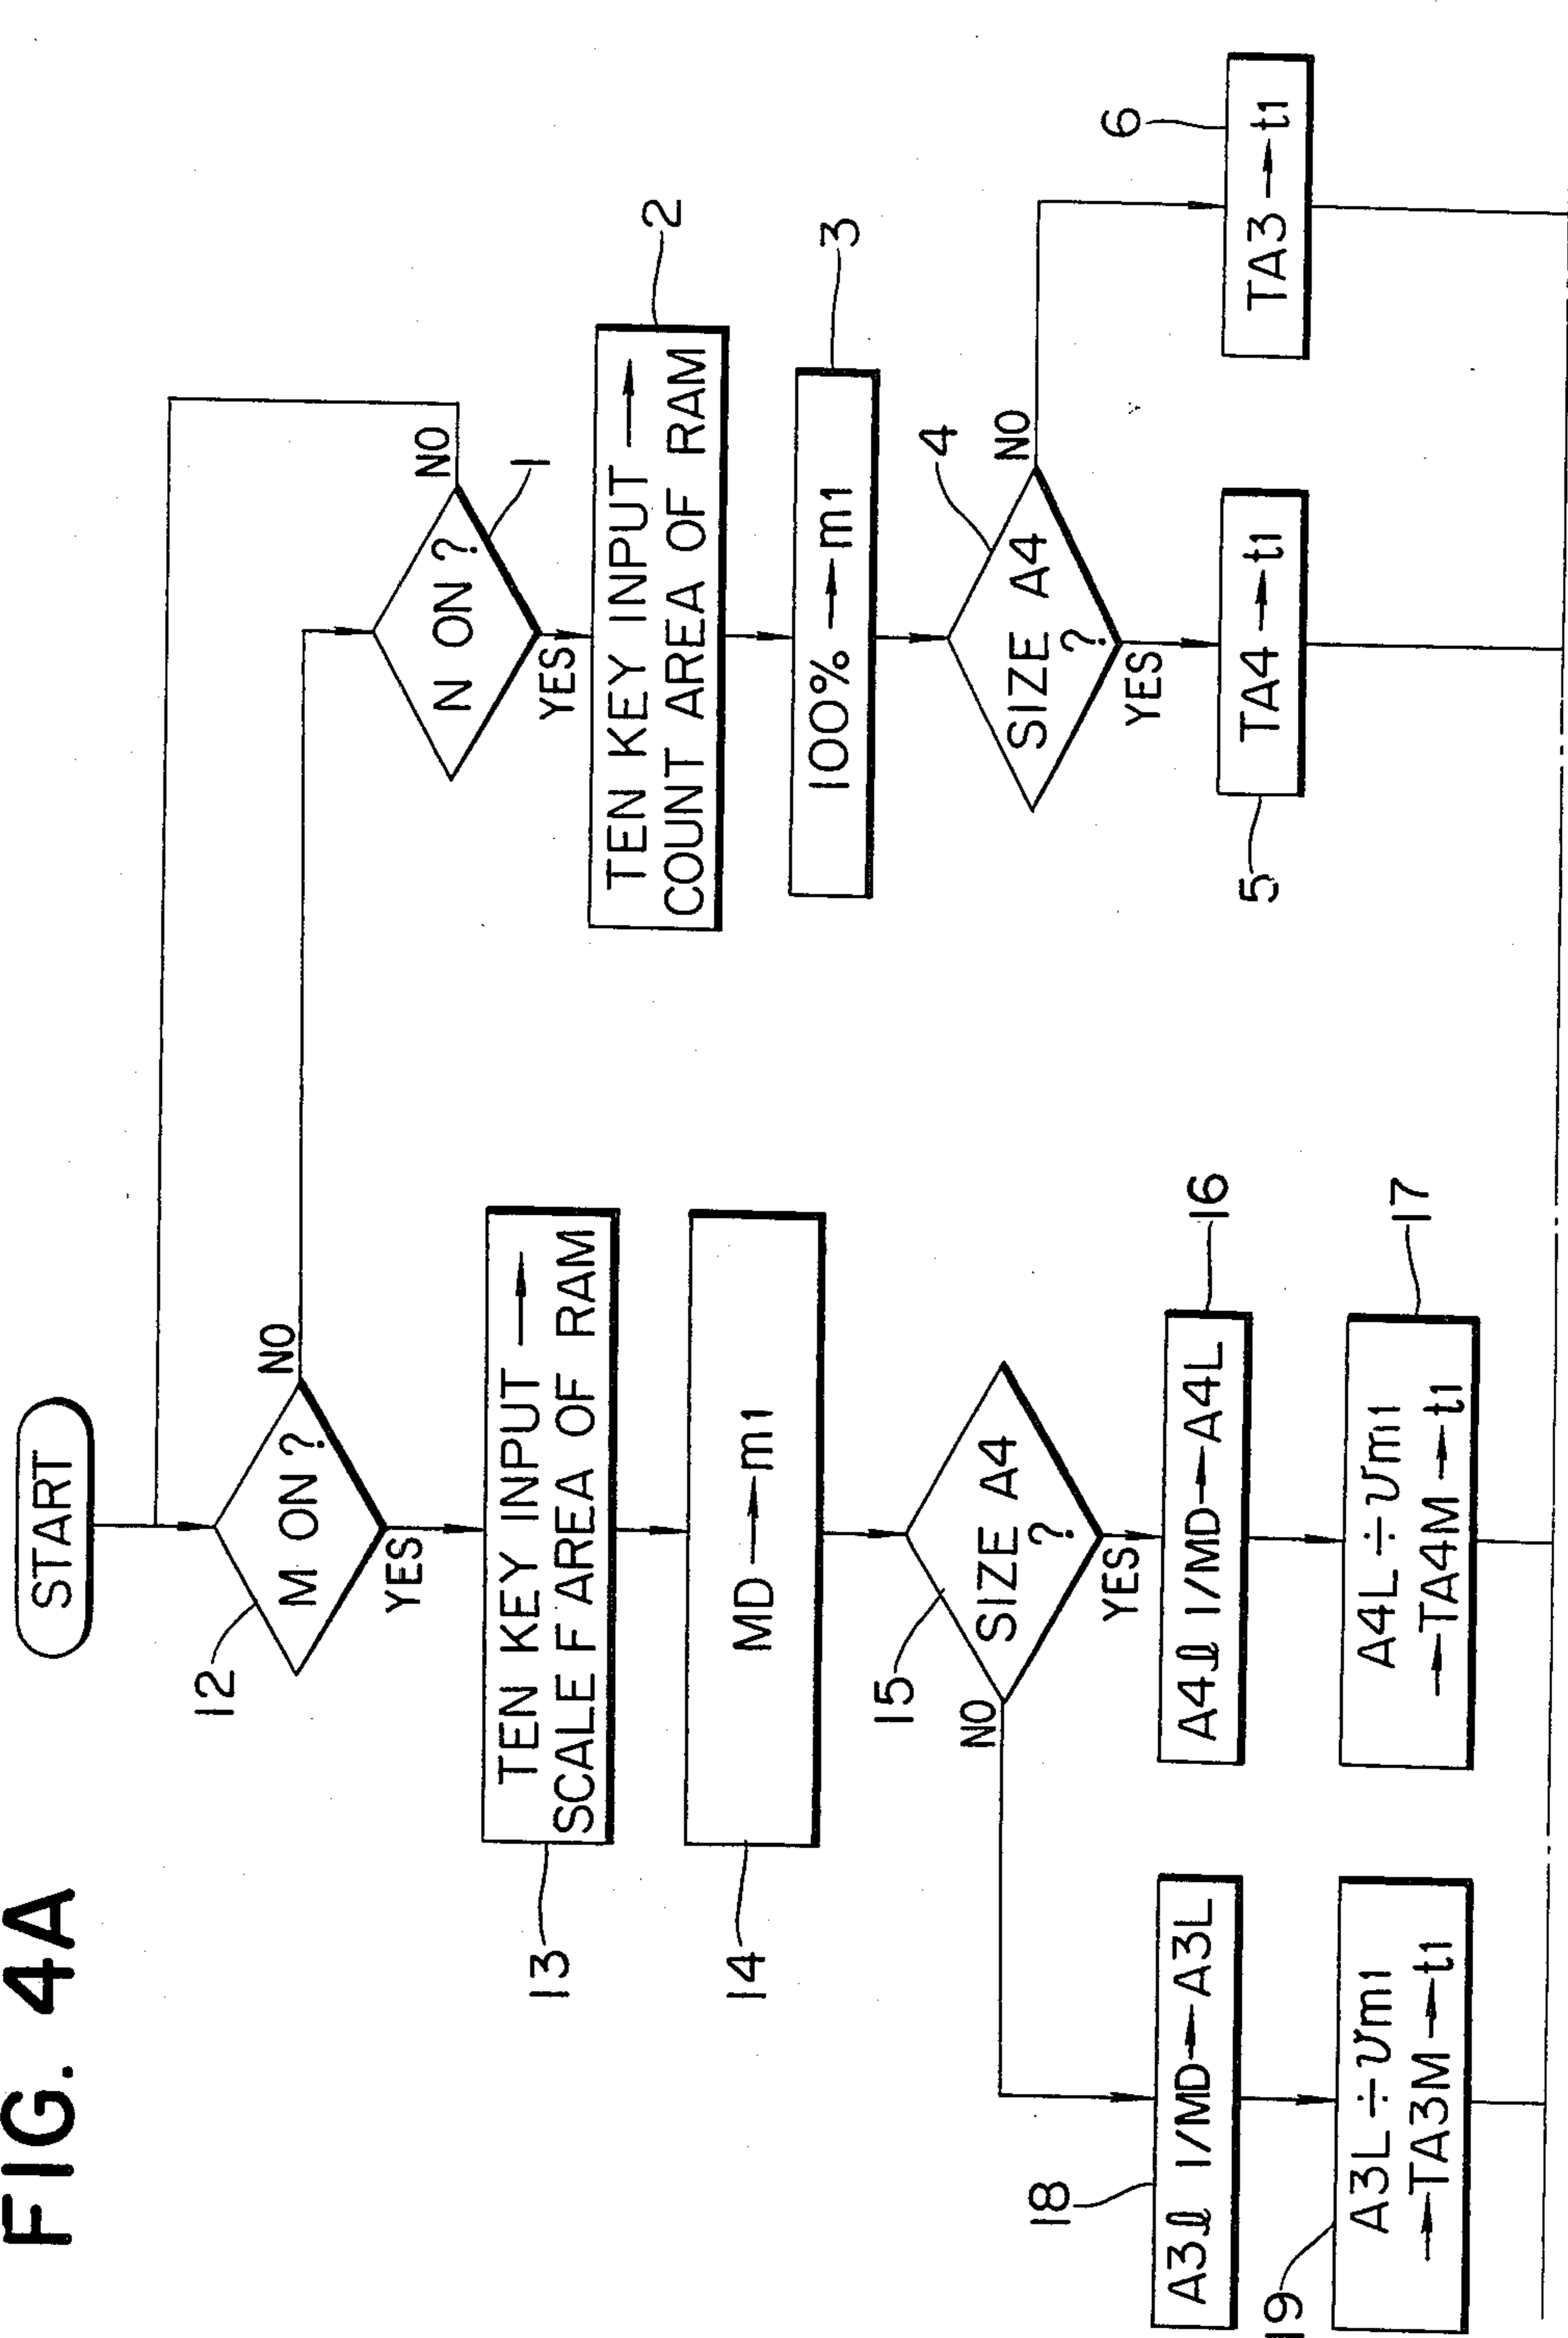 FIG. 4A
START
12
M ON ?
NO
YES
13
TEN KEY INPUT →
SCALE F AREA OF RAM
14
MD → m1
15
SIZE A4
?
NO
YES
16
A4ℓ 1/MD → A4L
17
A4L ÷ vm1
→ TA4M → t1
18
A3ℓ 1/MD → A3L
19
A3L ÷ vm1
→ TA3M → t1
N ON ?
1
NO
YES
2
TEN KEY INPUT →
COUNT AREA OF RAM
3
100% → m1
4
SIZE A4
?
NO
YES
5
TA4 → t1
6
TA3 → t1